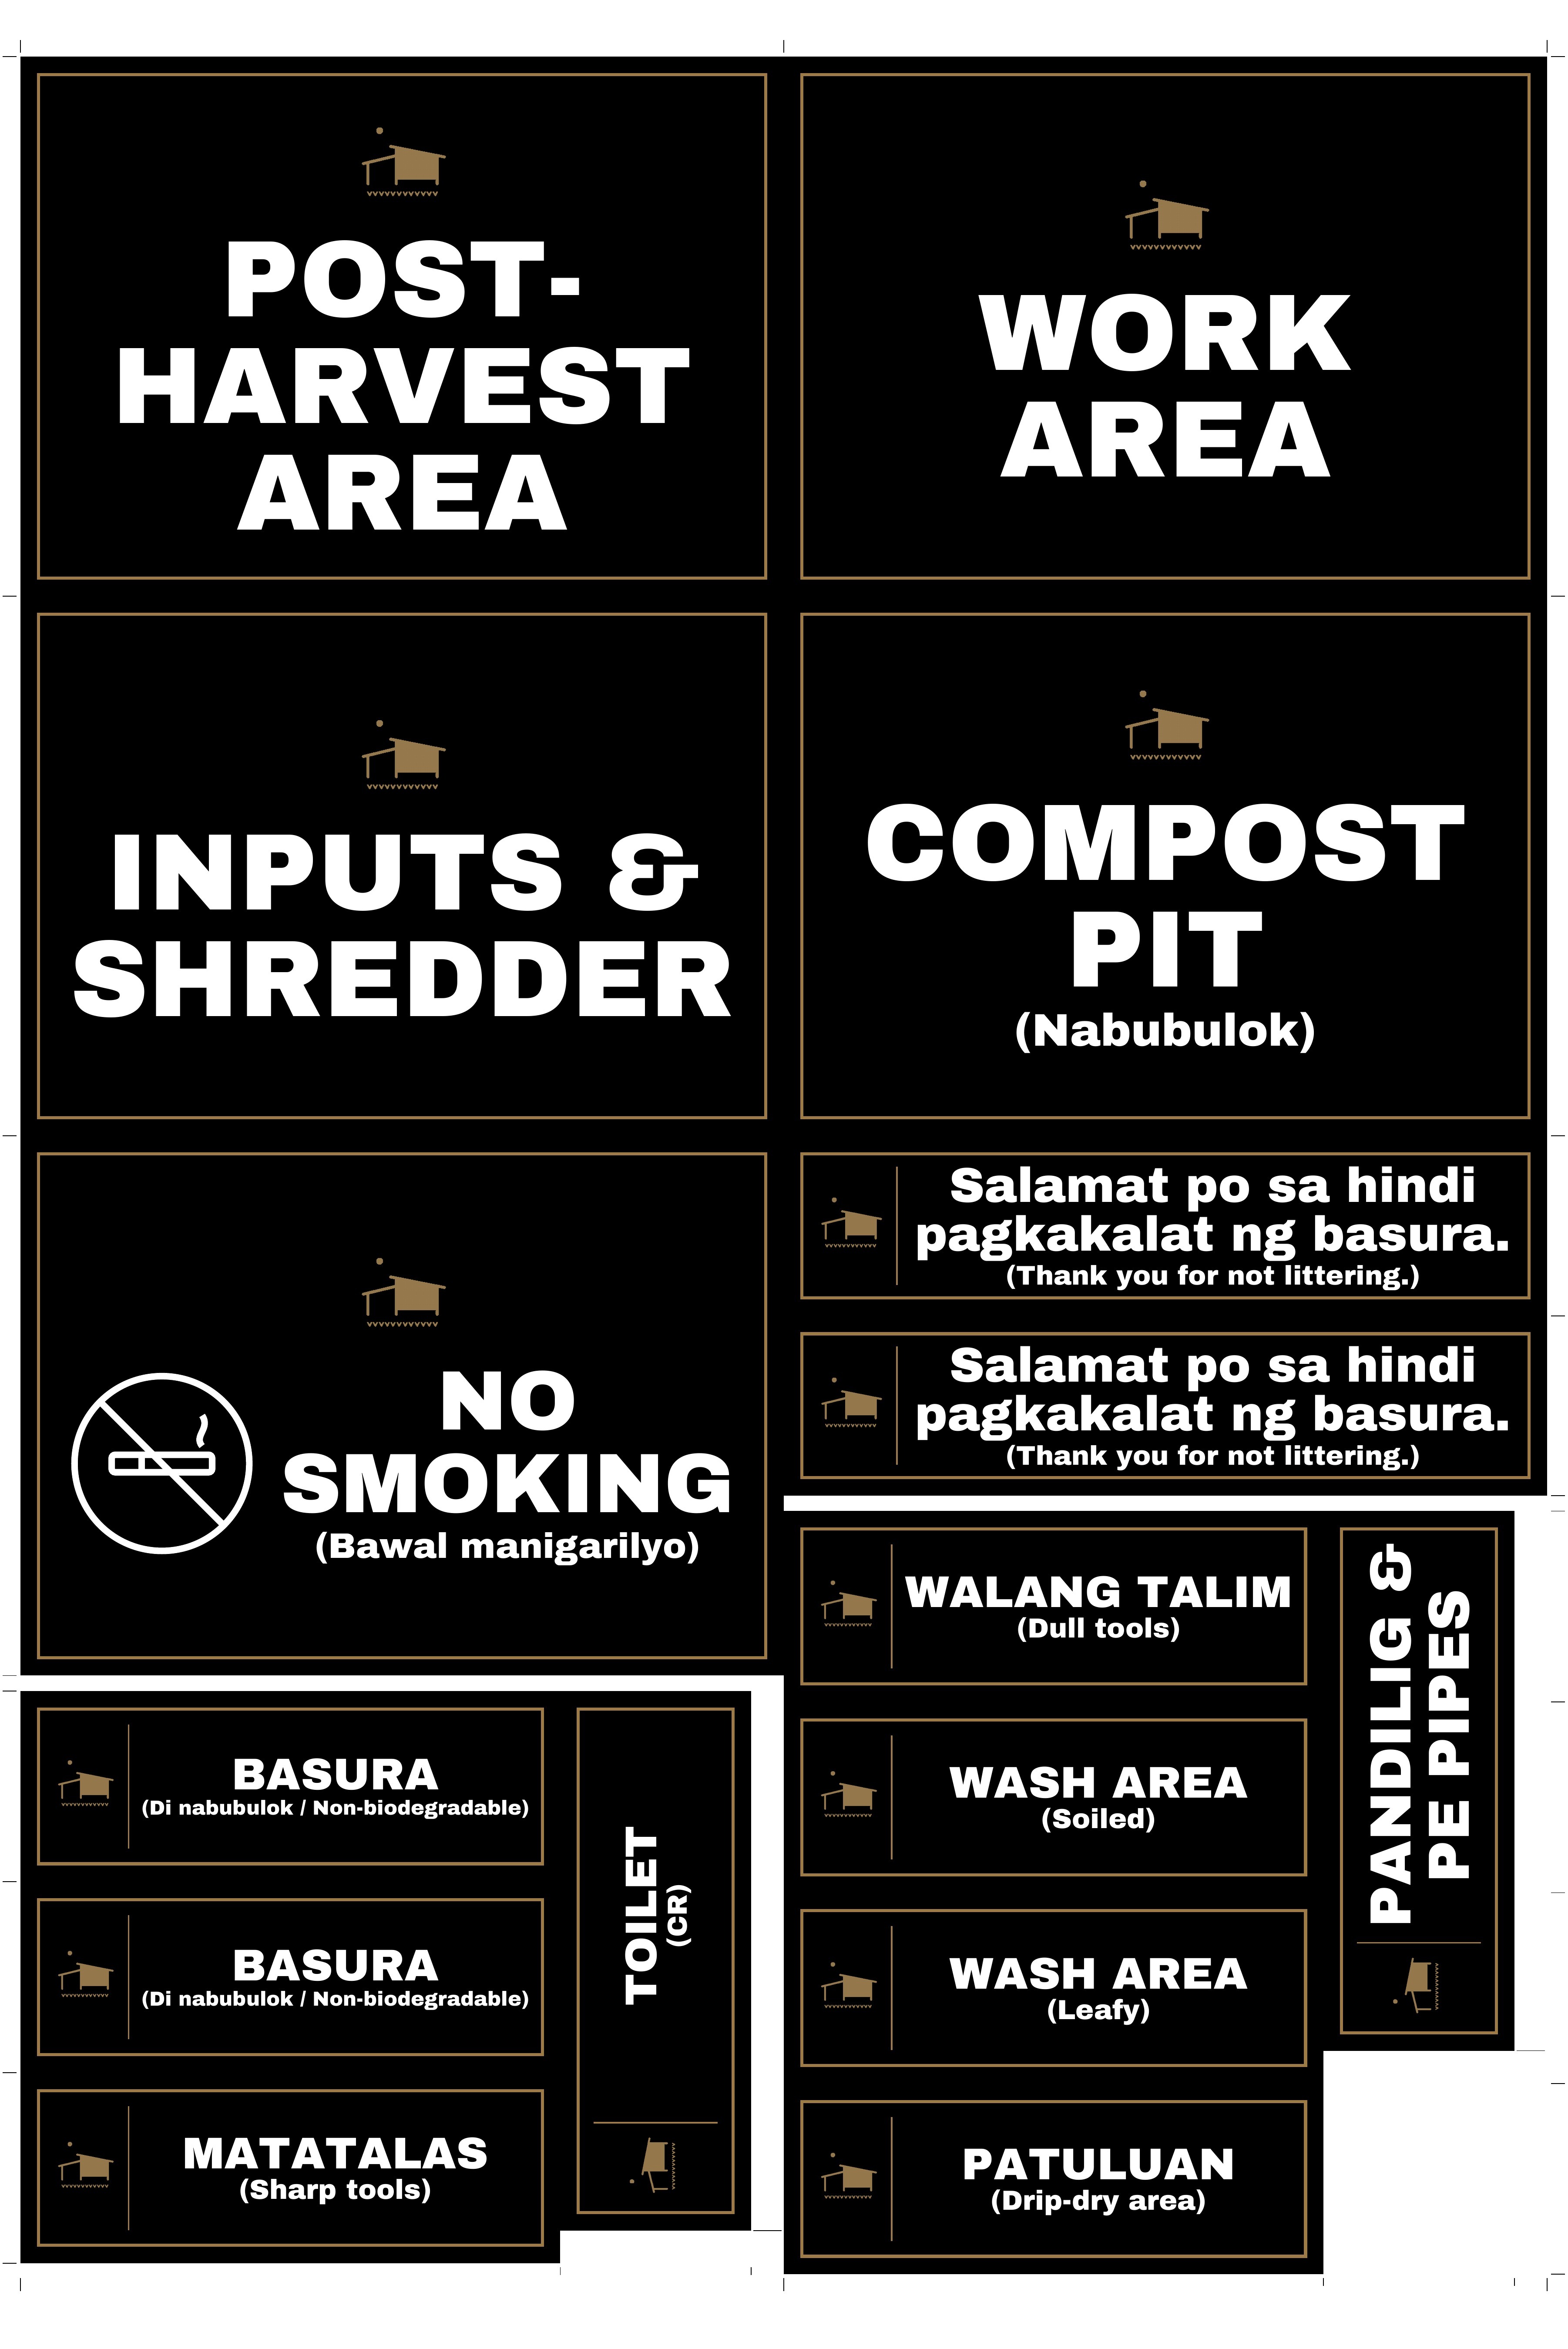 POST-
HARVEST
AREA
WORK
AREA
INPUTS &
SHREDDER
COMPOST
PIT
(Nabubulok)
NO
SMOKING
(Bawal manigarilyo)
Salamat po sa hindi
pagkakalat ng basura.
(Thank you for not littering.)
Salamat po sa hindi
pagkakalat ng basura.
(Thank you for not littering.)
BASURA
(Di nabubulok / Non-biodegradable)
BASURA
(Di nabubulok / Non-biodegradable)
MATATALAS
(Sharp tools)
TOILET
(CR)
WALANG TALIM
(Dull tools)
WASH AREA
(Soiled)
WASH AREA
(Leafy)
PATULUAN
(Drip-dry area)
PANDILIG &
PE PIPES